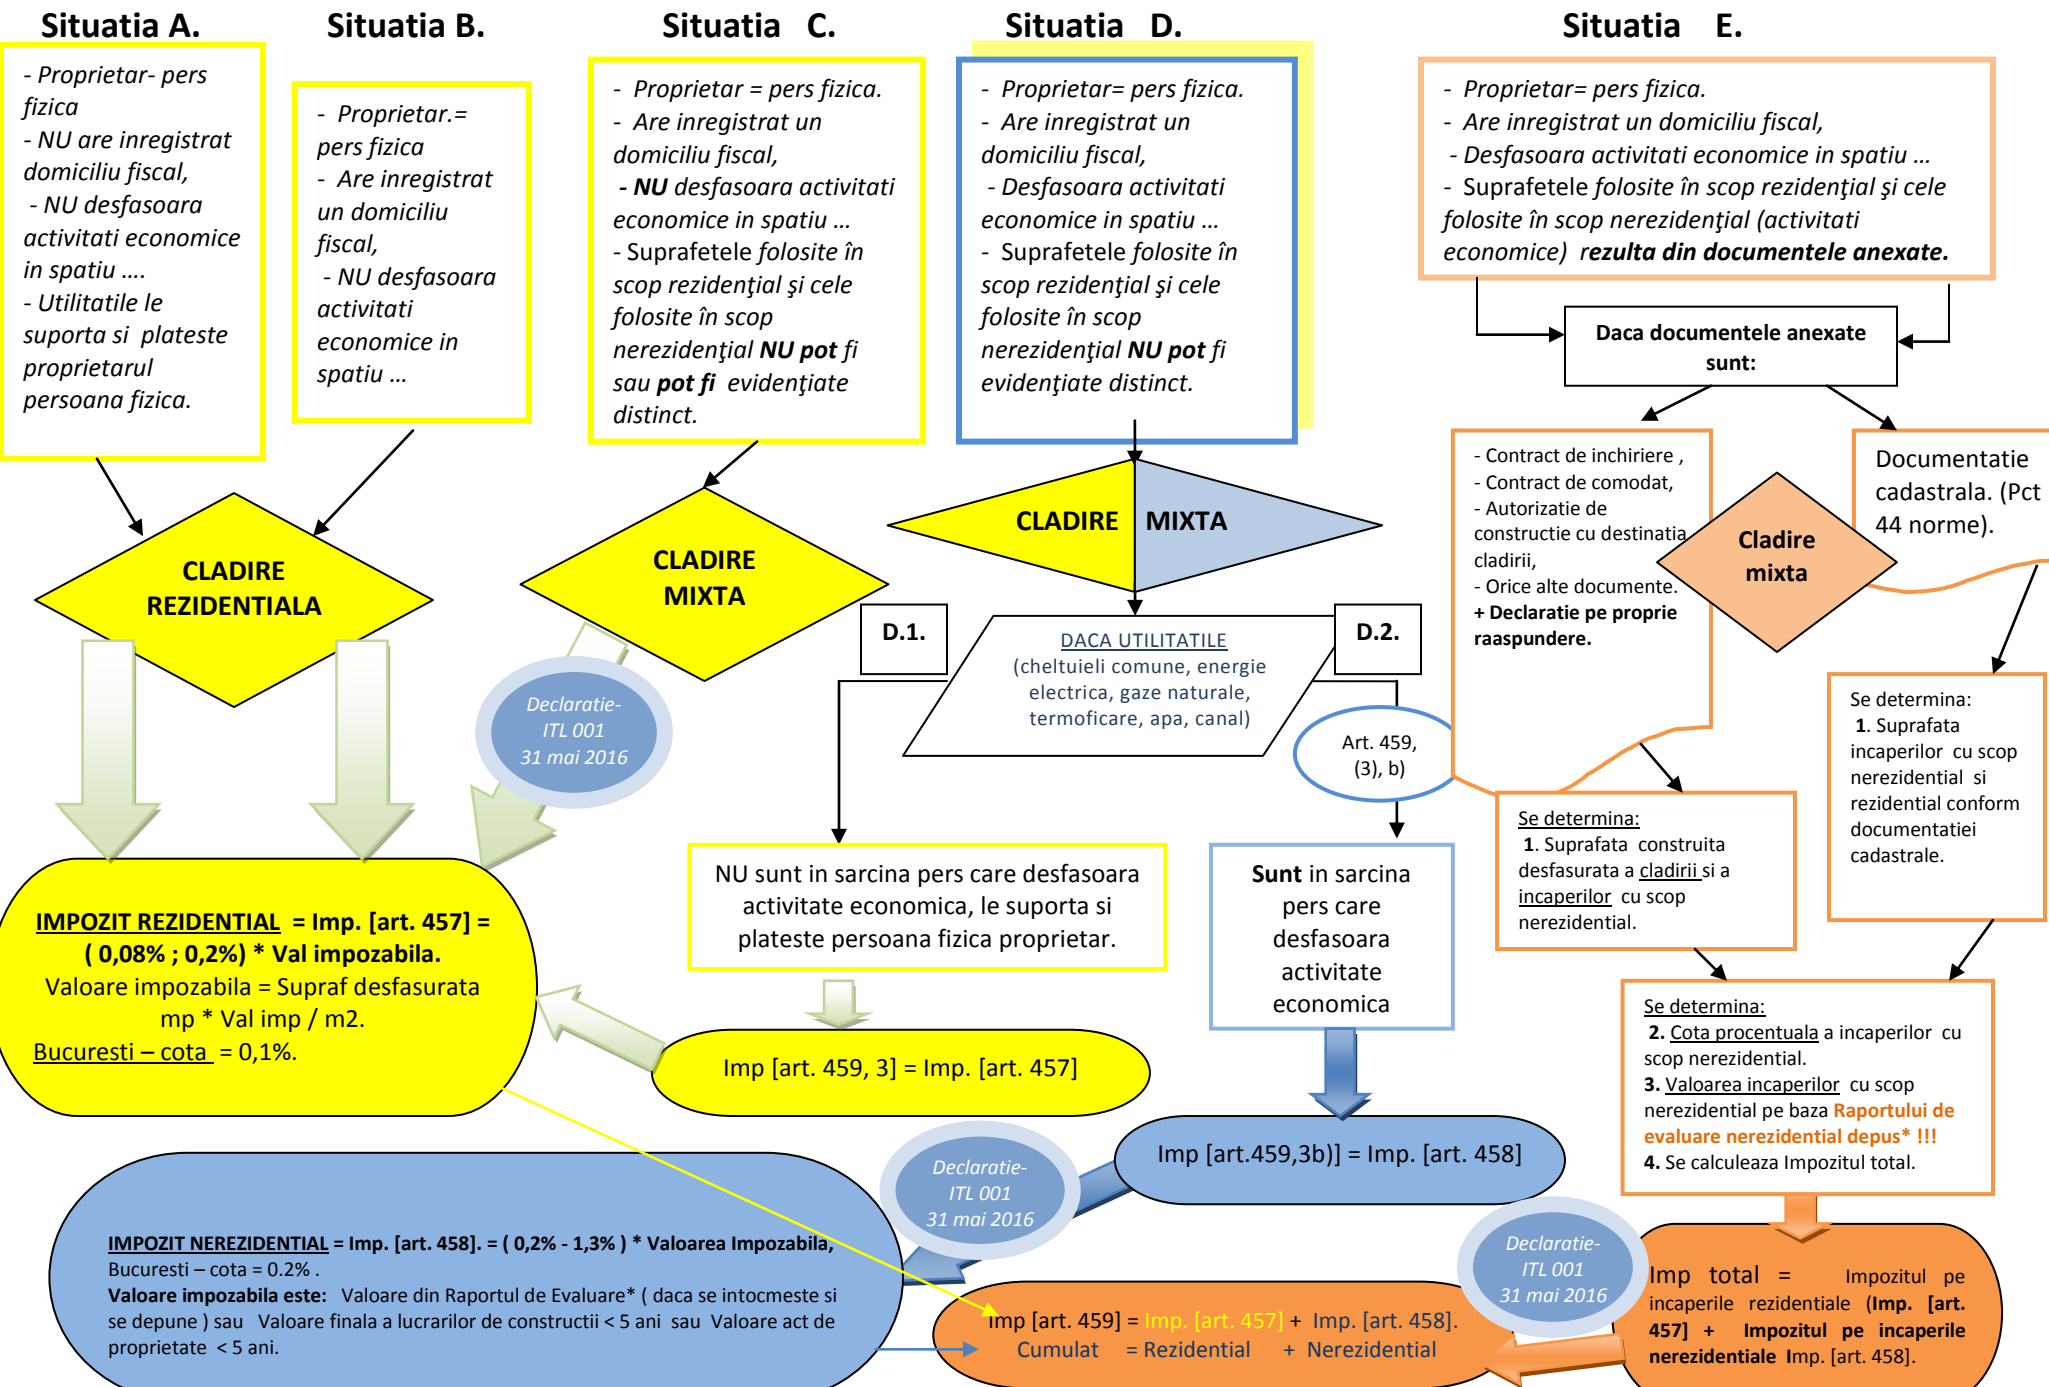 Situatia A.
Situatia B.
Situatia C.
Situatia D.
Situatia E.
- Proprietar- pers
fizica
- NU are inregistrat
domiciliu fiscal,
- NU desfasoara
activitati economice
in spatiu ....
- Utilitatile le
suporta si plateste
proprietarul
persoana fizica.
- Proprietar.=
pers fizica
- Are inregistrat
un domiciliu
fiscal,
- NU desfasoara
activitati
economice in
spatiu ...
- Proprietar = pers fizica.
- Are inregistrat un
domiciliu fiscal,
- NU desfasoara activitati
economice in spatiu ...
- Suprafetele folosite în
scop rezidenţial şi cele
folosite în scop
nerezidenţial NU pot fi
sau pot fi evidenţiate
distinct.
- Proprietar= pers fizica.
- Are inregistrat un
domiciliu fiscal,
- Desfasoara activitati
economice in spatiu ...
- Suprafetele folosite în
scop rezidenţial şi cele
folosite în scop
nerezidenţial NU pot fi
evidenţiate distinct.
- Proprietar= pers fizica.
- Are inregistrat un domiciliu fiscal,
- Desfasoara activitati economice in spatiu ...
- Suprafetele folosite în scop rezidenţial şi cele
folosite în scop nerezidenţial (activitati
economice) rezulta din documentele anexate.
Daca documentele anexate
sunt:
- Contract de inchiriere ,
- Contract de comodat,
- Autorizatie de
constructie cu destinatia
cladirii,
- Orice alte documente.
+ Declaratie pe proprie
raaspundere.
Cladire
mixta
Documentatie
cadastrala. (Pct
44 norme).
CLADIRE
REZIDENTIALA
CLADIRE
MIXTA
CLADIRE MIXTA
D.1.
DACA UTILITATILE
(cheltuieli comune, energie
electrica, gaze naturale,
termoficare, apa, canal)
D.2.
Declaratie-
ITL 001
31 mai 2016
Art. 459,
(3), b)
Se determina:
1. Suprafata construita
desfasurata a cladirii si a
incaperilor cu scop
nerezidential.
Se determina:
1. Suprafata
incaperilor cu scop
nerezidential si
rezidential conform
documentatiei
cadastrale.
NU sunt in sarcina pers care desfasoara
activitate economica, le suporta si
plateste persoana fizica proprietar.
Sunt in sarcina
pers care
desfasoara
activitate
economica
IMPOZIT REZIDENTIAL = Imp. [art. 457] =
( 0,08% ; 0,2%) * Val impozabila.
Valoare impozabila = Supraf desfasurata
mp * Val imp / m2.
Bucuresti – cota = 0,1%.
Imp [art. 459, 3] = Imp. [art. 457]
Se determina:
2. Cota procentuala a incaperilor cu
scop nerezidential.
3. Valoarea incaperilor cu scop
nerezidential pe baza Raportului de
evaluare nerezidential depus* !!!
4. Se calculeaza Impozitul total.
Imp [art.459,3b)] = Imp. [art. 458]
Declaratie-
ITL 001
31 mai 2016
IMPOZIT NEREZIDENTIAL = Imp. [art. 458]. = ( 0,2% - 1,3% ) * Valoarea Impozabila,
Bucuresti – cota = 0.2% .
Valoare impozabila este: Valoare din Raportul de Evaluare* ( daca se intocmeste si
se depune ) sau Valoare finala a lucrarilor de constructii < 5 ani sau Valoare act de
proprietate < 5 ani.
Imp [art. 459] = Imp. [art. 457] + Imp. [art. 458].
Cumulat = Rezidential + Nerezidential
Declaratie-
ITL 001
31 mai 2016
Imp total = Impozitul pe
incaperile rezidentiale (Imp. [art.
457] + Impozitul pe incaperile
nerezidentiale Imp. [art. 458].